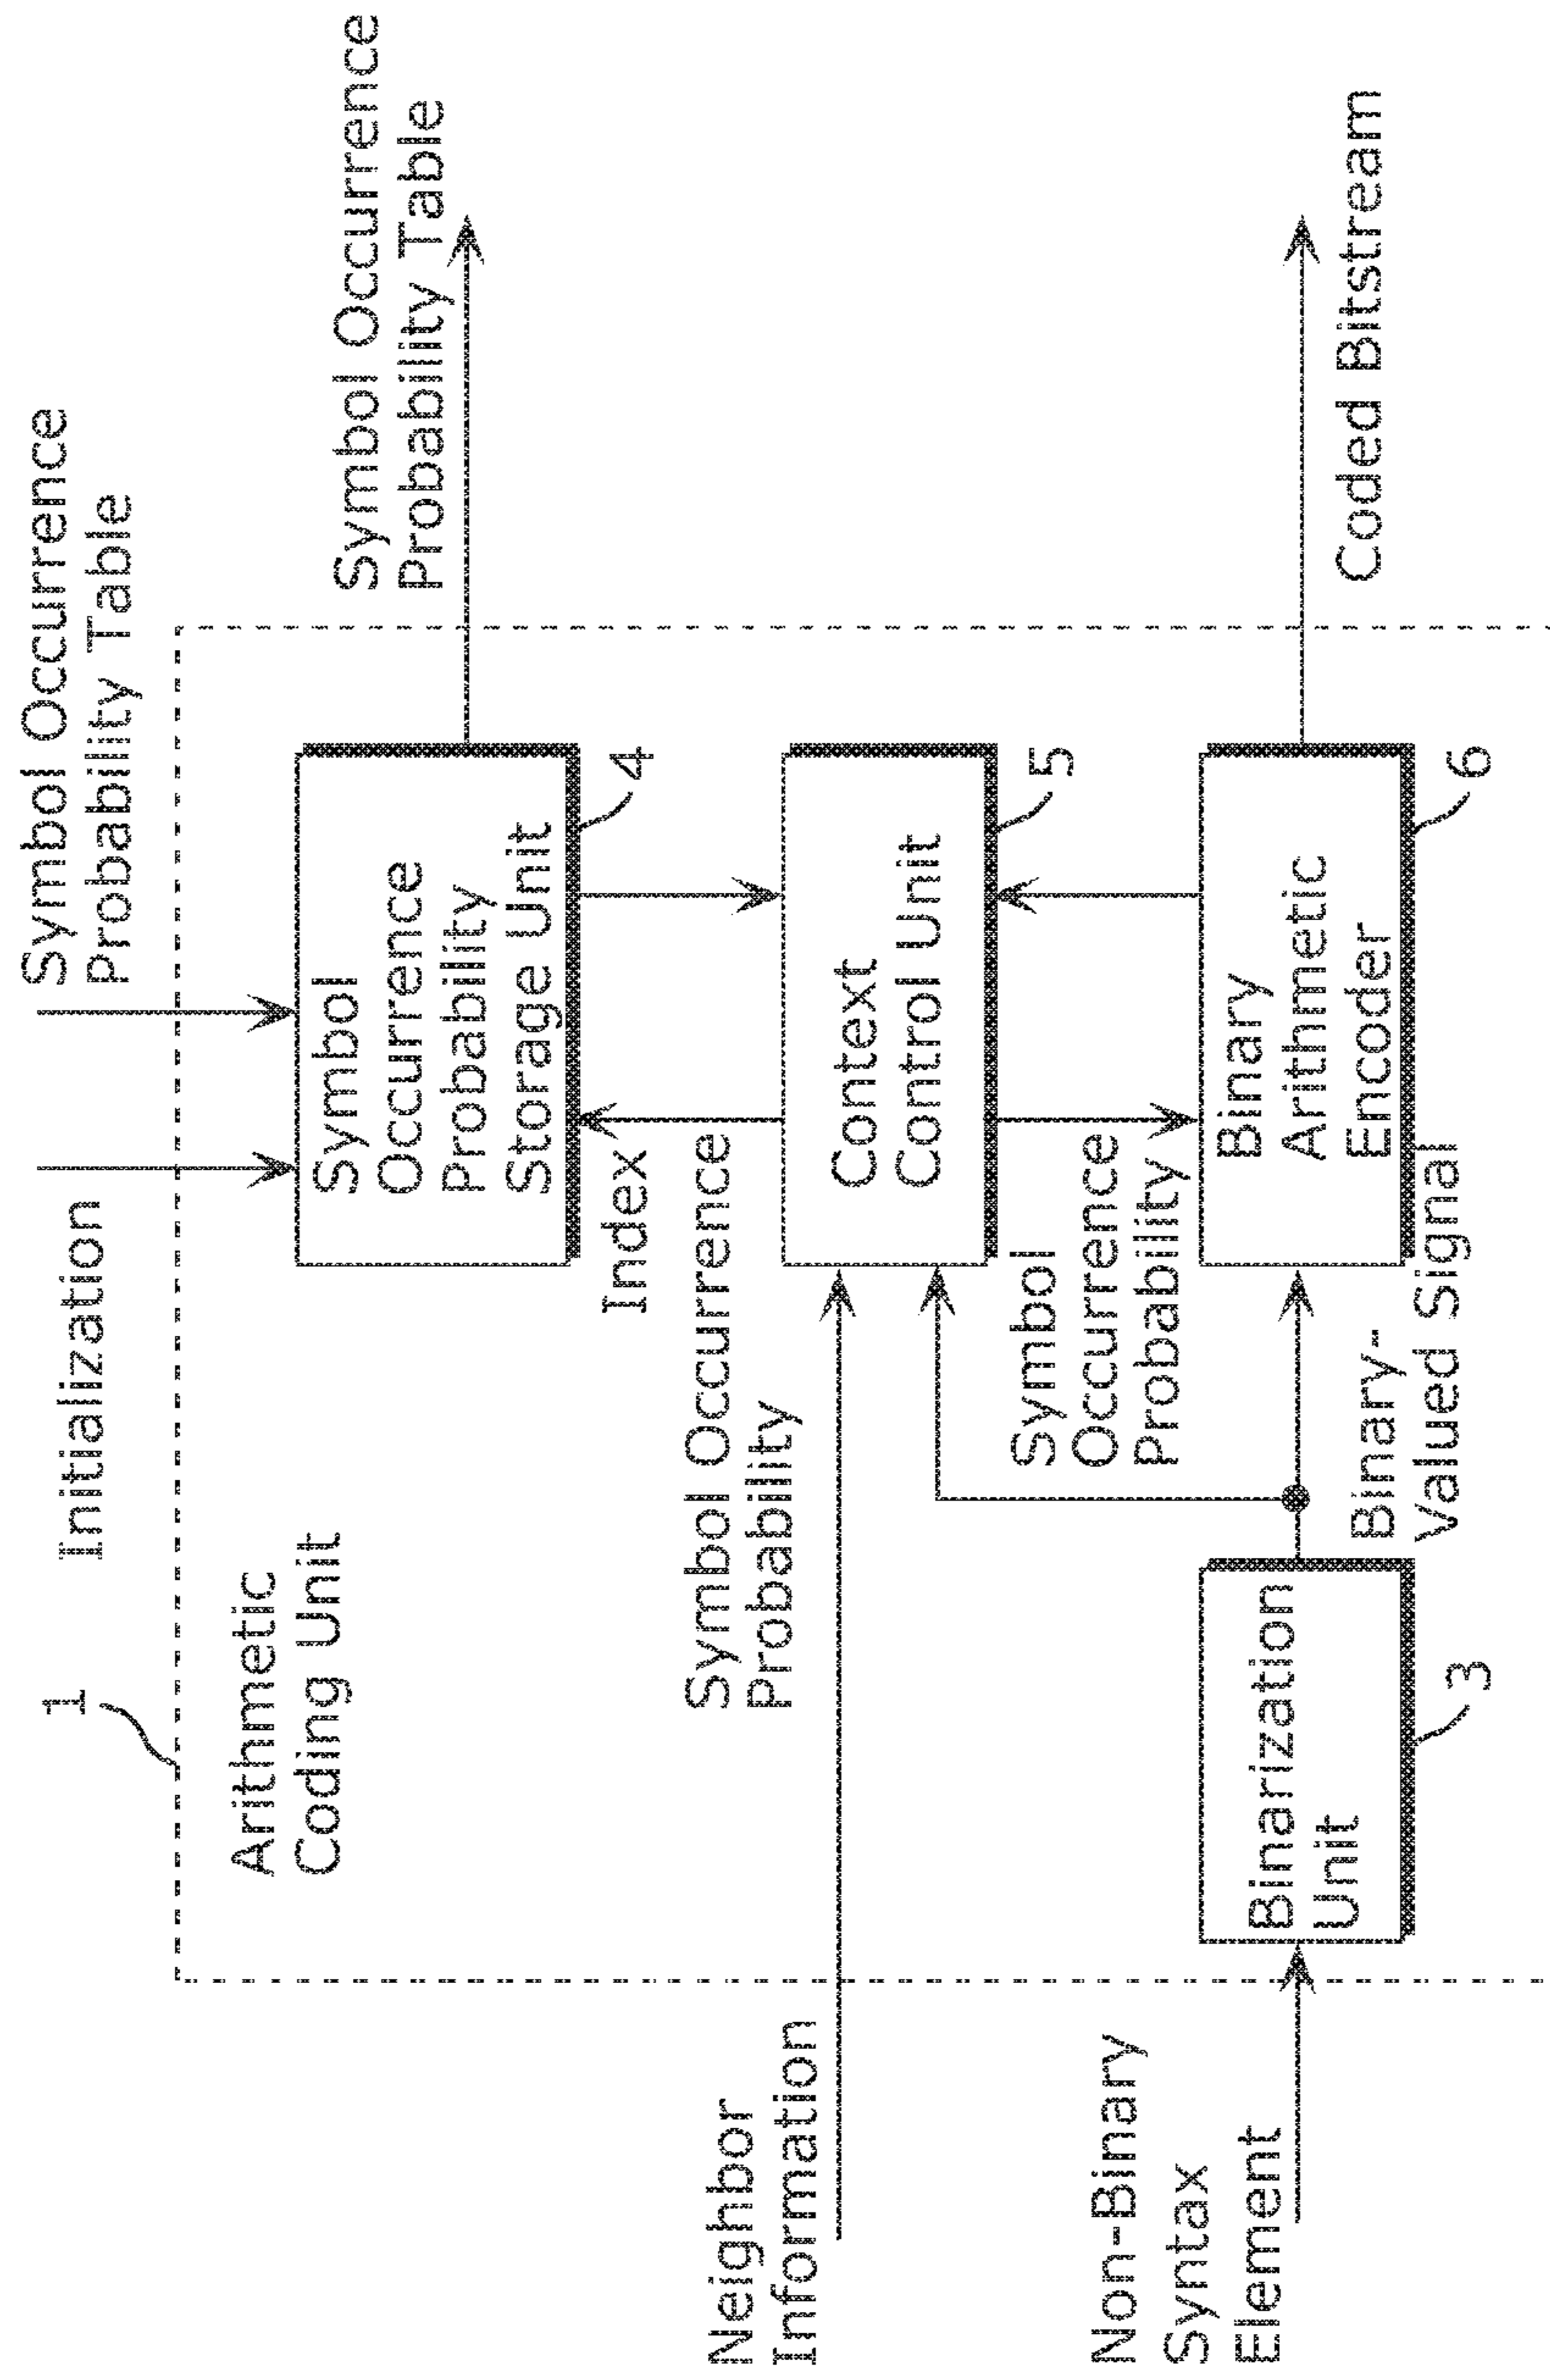 Symbol Occurrence
Probability Table
Initialization
1
Arithmetic
Coding Unit
Symbol
Occurrence
Probability
Storage Unit
4
Symbol Occurrence
Probability Table
Index
Symbol Occurrence
Probability
Neighbor
Information
Context
Control Unit
5
Symbol
Occurrence
Probability
Non-Binary
Syntax
Element
Binarization
Unit
3
Binary-
Valued Signal
Binary
Arithmetic
Encoder
6
Coded Bitstream